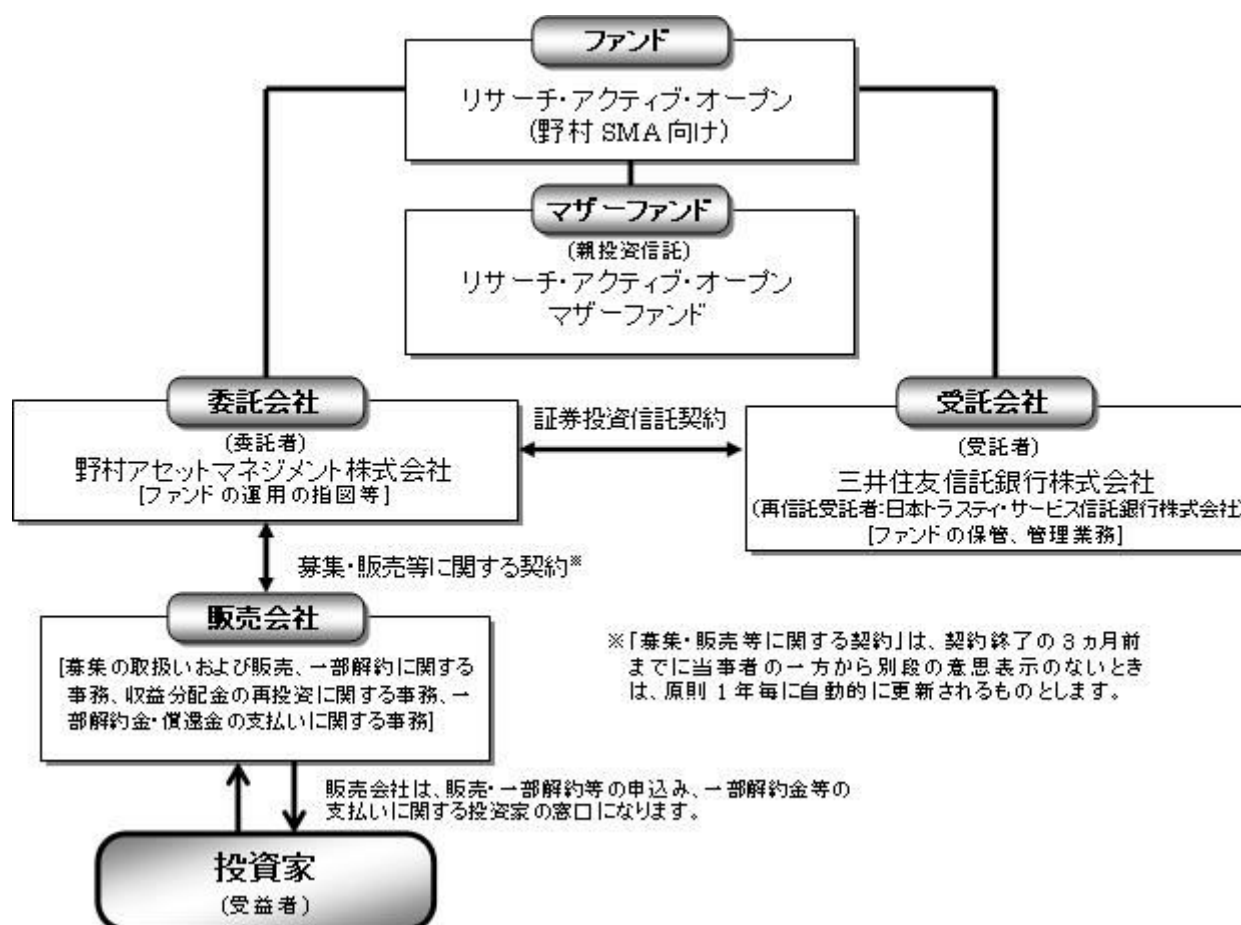 ファンド
リサーチ・アクティブ・オープン
(野村 SMA 向け)
マザーファンド
(親投資信託)
リサーチ・アクティブ・オープン
マザーファンド
委託会社
(委託者)
野村アセットマネジメント株式会社
[ファンドの運用の指図等]
証券投資信託契約
受託会社
(受託者)
三井住友信託銀行株式会社
(再信託受託者:日本トラスティ・サービス信託銀行株式会社)
[ファンドの保管、管理業務]
募集・販売等に関する契約※
販売会社
[募集の取扱いおよび販売、一部解約に関する
事務、収益分配金の再投資に関する事務、一
部解約金・償還金の支払いに関する事務]
※「募集・販売等に関する契約」は、契約終了の 3 ヵ月前
までに当事者の一方から別段の意思表示のないとき
は、原則 1 年毎に自動的に更新されるものとします。
販売会社は、販売・一部解約等の申込み、一部解約金等の
支払いに関する投資家の窓口になります。
投資家
(受益者)